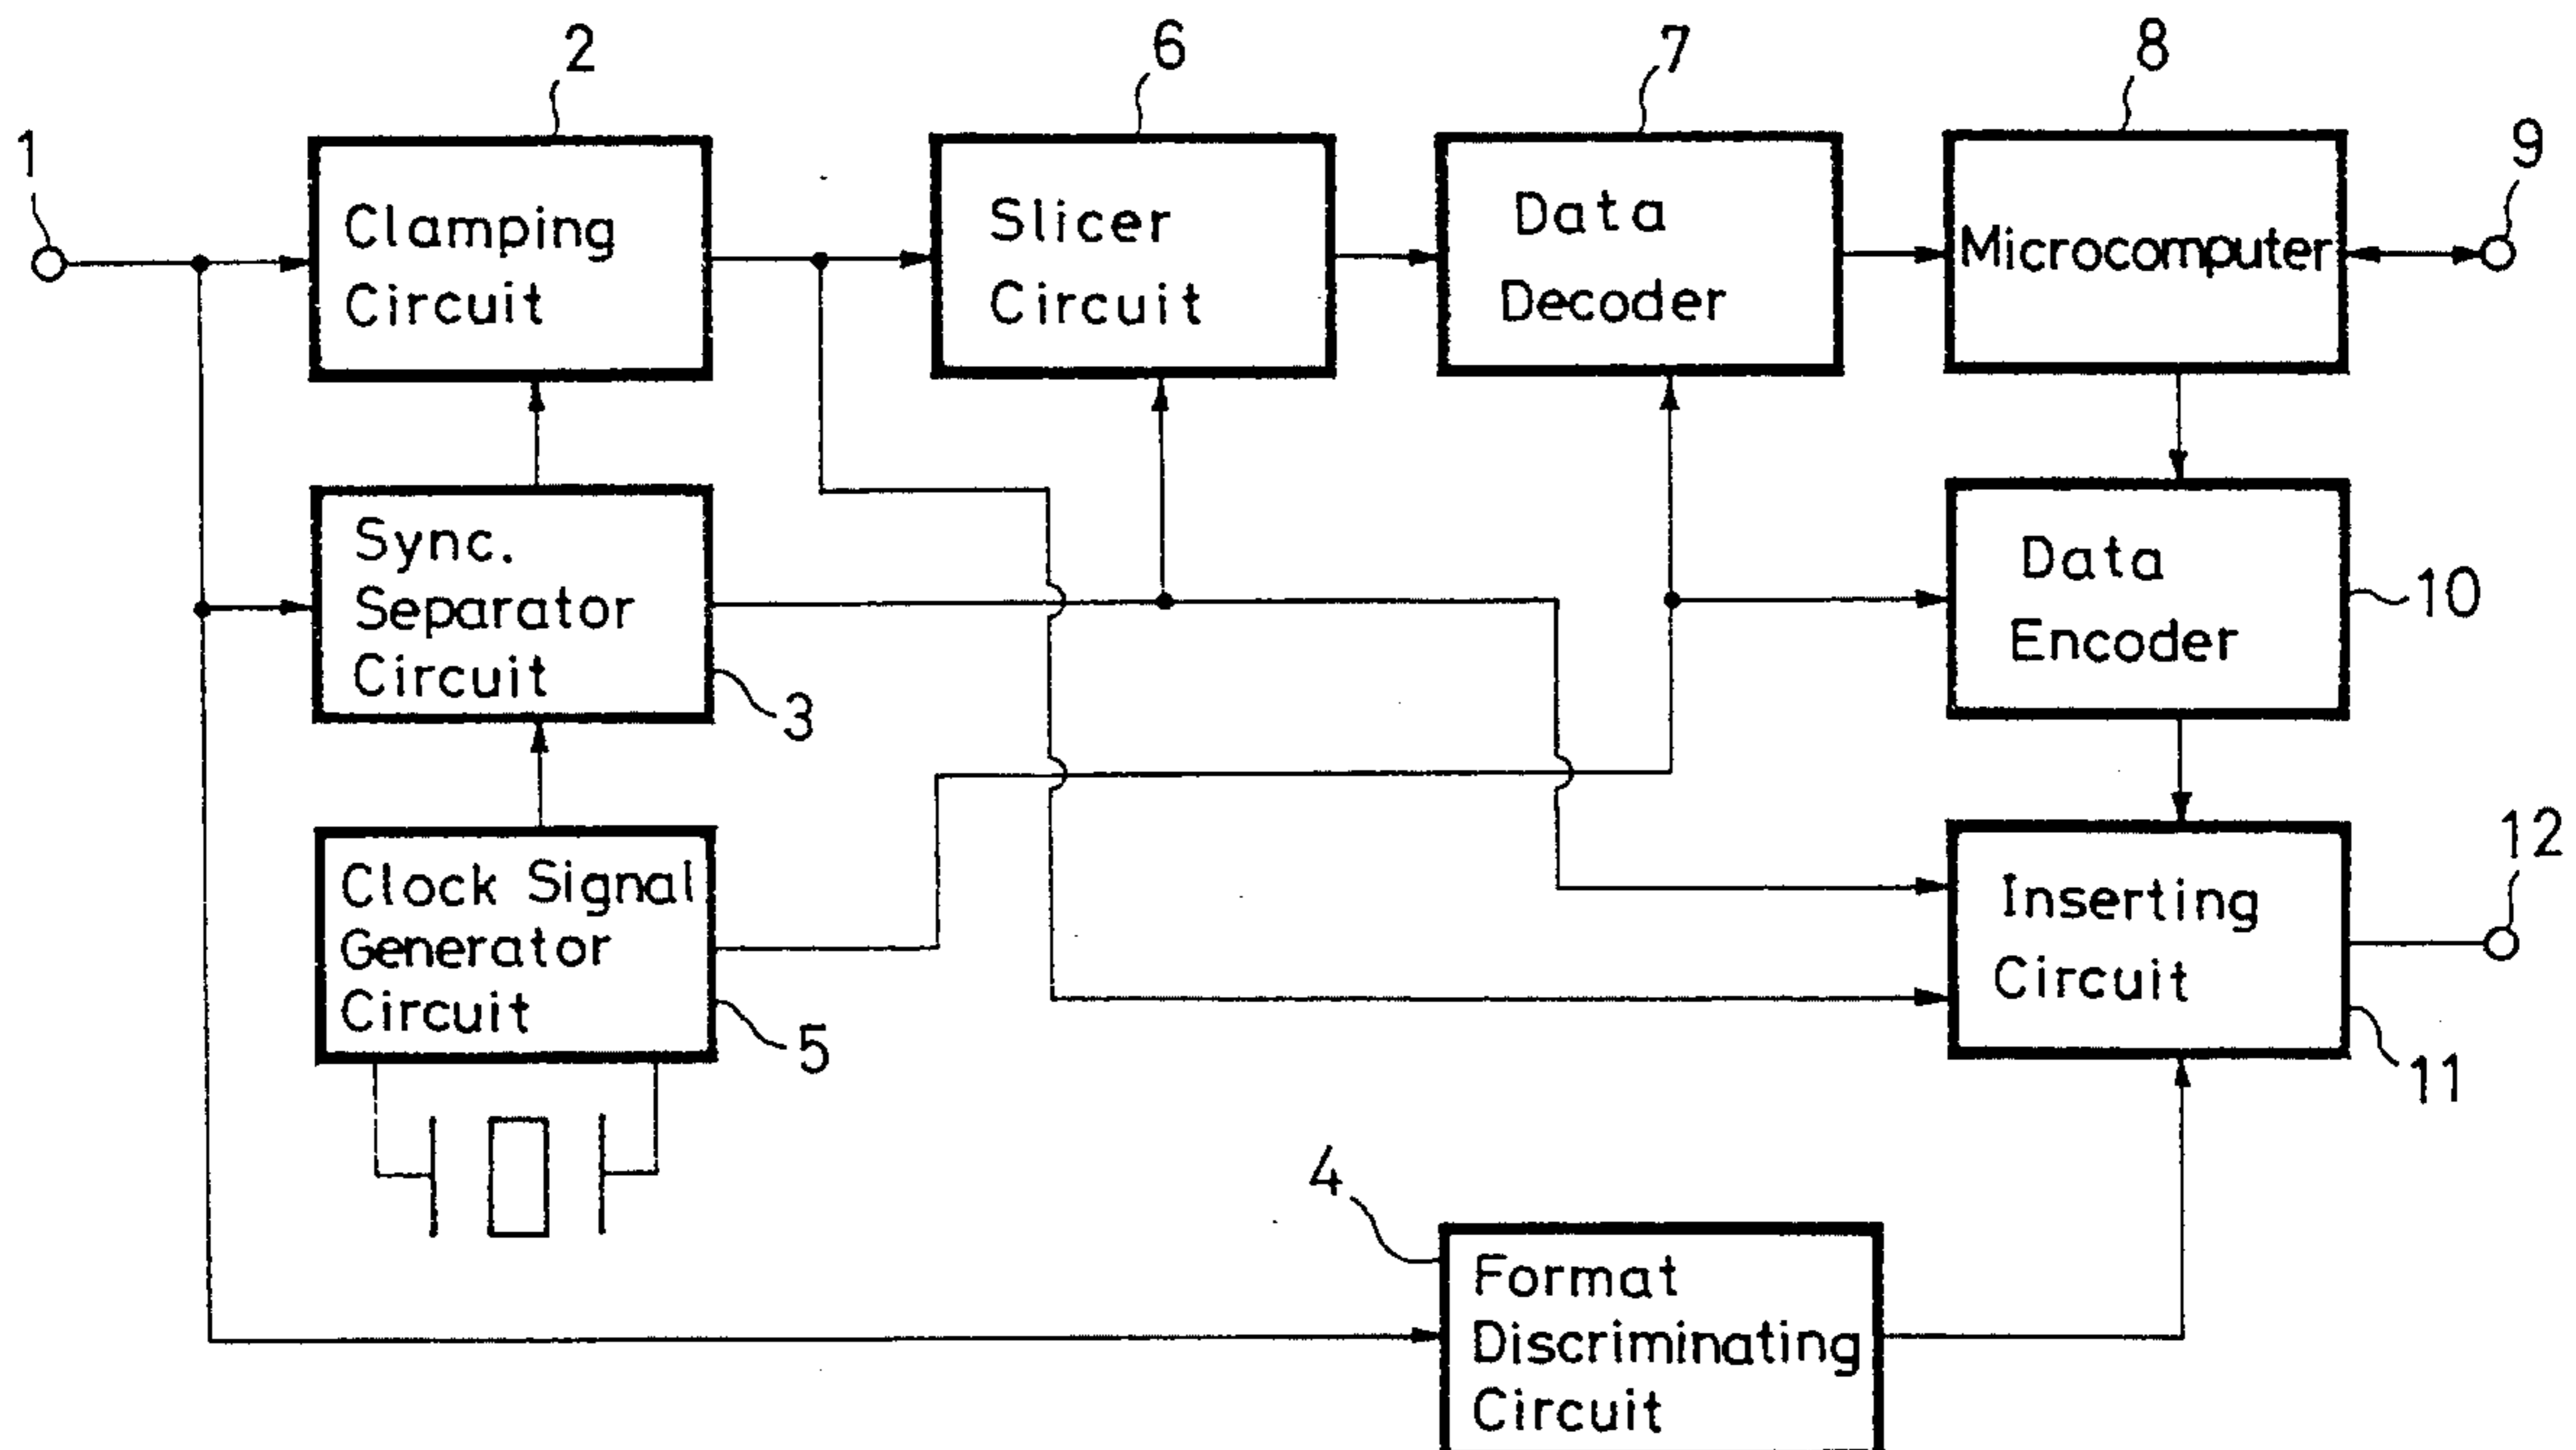 1
2
Clamping
Circuit
6
Slicer
Circuit
7
Data
Decoder
8
Microcomputer
9
Sync.
Separator
Circuit
3
Data
Encoder
10
Clock Signal
Generator
Circuit
5
Inserting
Circuit
11
12
4
Format
Discriminating
Circuit